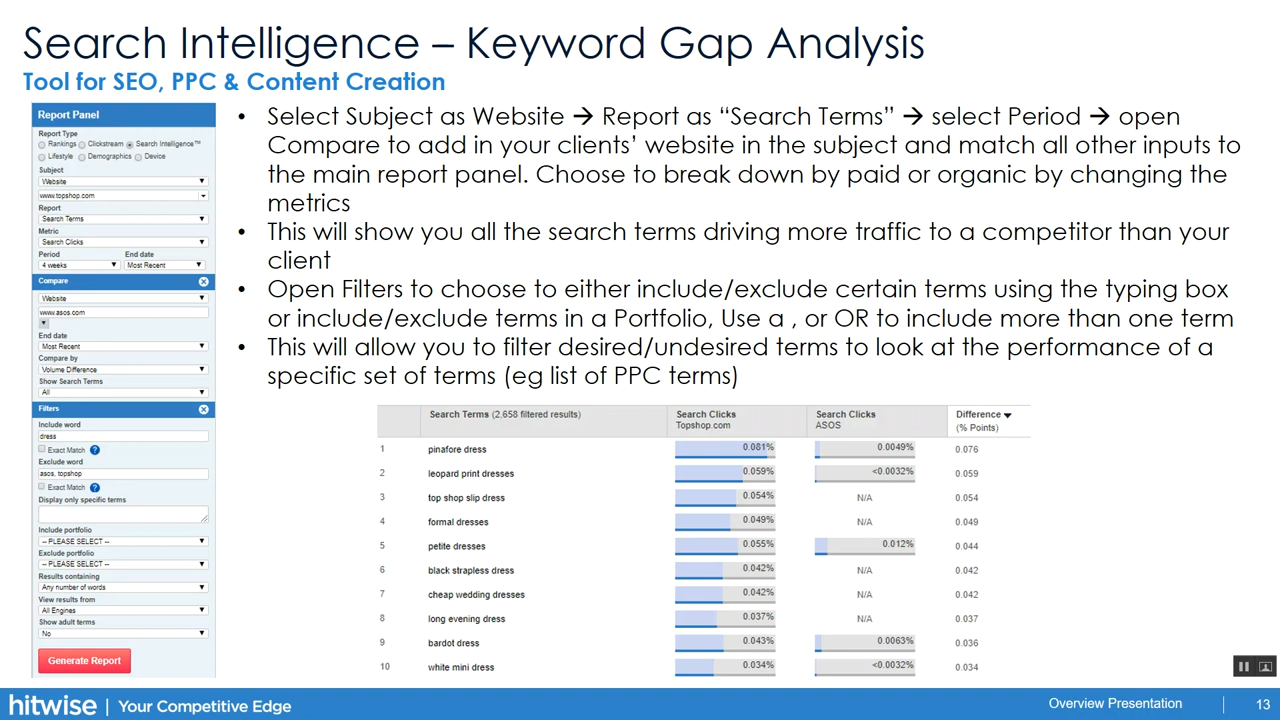 Search Intelligence – Keyword Gap Analysis
Tool for SEO, PPC & Content Creation
Report Panel
Report Type
Rankings Clickstream Search Intelligence™
Lifestyle Demographics Device
Subject
Website
www.topshop.com
Report
Search Terms
Metric
Search Clicks
Period End date
4 weeks Most Recent
Compare
Website
www.asos.com
End date
Most Recent
Compare by
Volume Difference
Show Search Terms
All
Filters
Include word
dress
Exact Match ?
Exclude word
asos, topshop
Exact Match ?
Display only specific terms
Include portfolio
-- PLEASE SELECT --
Exclude portfolio
-- PLEASE SELECT --
Results containing
Any number of words
View results from
All Engines
Show adult terms
No
Generate Report
• Select Subject as Website → Report as “Search Terms” → select Period → open
Compare to add in your clients’ website in the subject and match all other inputs to
the main report panel. Choose to break down by paid or organic by changing the
metrics
• This will show you all the search terms driving more traffic to a competitor than your
client
• Open Filters to choose to either include/exclude certain terms using the typing box
or include/exclude terms in a Portfolio, Use a , or OR to include more than one term
• This will allow you to filter desired/undesired terms to look at the performance of a
specific set of terms (eg list of PPC terms)
Search Terms (2,658 filtered results) Search Clicks Search Clicks Difference
Topshop.com ASOS (% Points)
1 pinafore dress 0.081% 0.0049% 0.076
2 leopard print dresses 0.059% <0.0032% 0.059
3 top shop slip dress 0.054% N/A 0.054
4 formal dresses 0.049% N/A 0.049
5 petite dresses 0.055% 0.012% 0.044
6 black strapless dress 0.042% N/A 0.042
7 cheap wedding dresses 0.042% N/A 0.042
8 long evening dress 0.037% N/A 0.037
9 bardot dress 0.043% 0.0063% 0.036
10 white mini dress 0.034% <0.0032% 0.034
hitwise | Your Competitive Edge
Overview Presentation 13